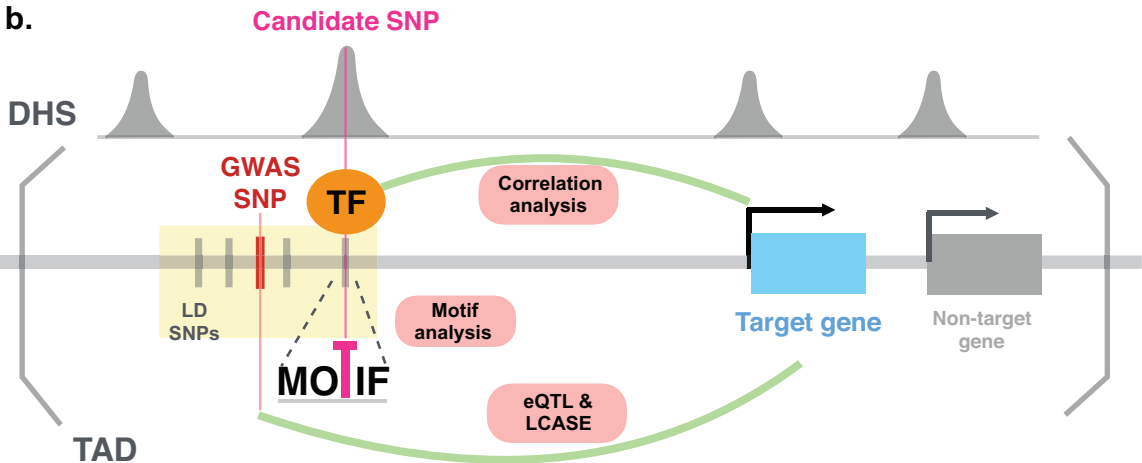 b.
Candidate SNP
DHS
GWAS
SNP
TF
Correlation
analysis
LD
SNPs
Motif
analysis
Target gene
Non-target
gene
MOTIF
eQTL &
LCASE
TAD